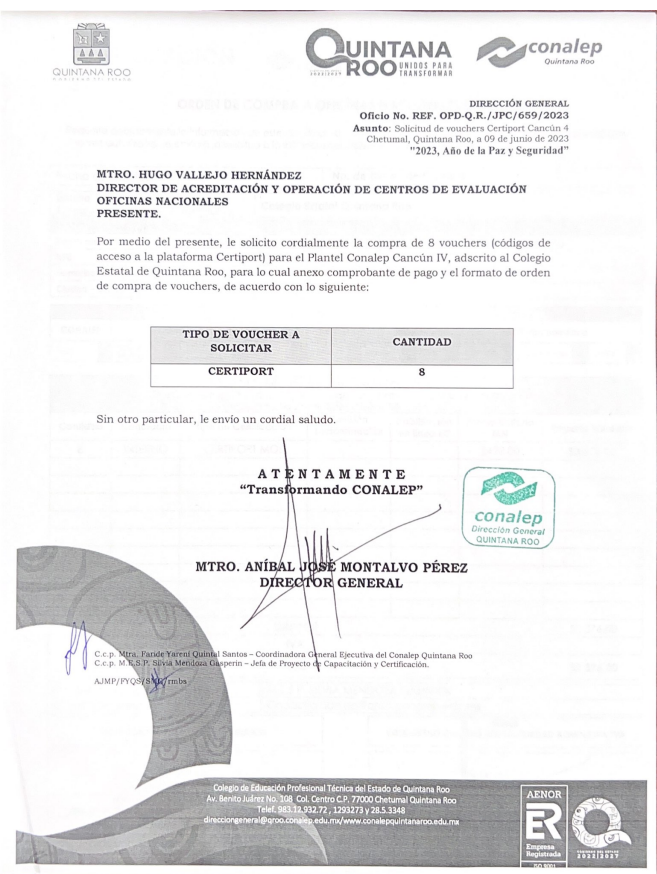 QUINTANA ROO
QUINTANA
ROO UNIDOS PARA
TRANSFORMAR
conalep
Quintana Roo
DIRECCIÓN GENERAL
Oficio No. REF. OPD-Q.R./JPC/659/2023
Asunto: Solicitud de vouchers Certiport Cancún 4
Chetumal, Quintana Roo, a 09 de junio de 2023
"2023, Año de la Paz y Seguridad"
MTRO. HUGO VALLEJO HERNÁNDEZ
DIRECTOR DE ACREDITACIÓN Y OPERACIÓN DE CENTROS DE EVALUACIÓN
OFICINAS NACIONALES
PRESENTE.
Por medio del presente, le solicito cordialmente la compra de 8 vouchers (códigos de
acceso a la plataforma Certiport) para el Plantel Conalep Cancún IV, adscrito al Colegio
Estatal de Quintana Roo, para lo cual anexo comprobante de pago y el formato de orden
de compra de vouchers, de acuerdo con lo siguiente:
TIPO DE VOUCHER A
SOLICITAR
CANTIDAD
CERTIPORT 8
Sin otro particular, le envío un cordial saludo.
A T E N T A M E N T E
"Transformando CONALEP"
conalep
Dirección General
QUINTANA ROO
MTRO. ANÍBAL JOSÉ MONTALVO PÉREZ
DIRECTOR GENERAL
C.c.p. Mtra. Faride Yareni Quintal Santos – Coordinadora General Ejecutiva del Conalep Quintana Roo
C.c.p. M.E.S.P. Silvia Mendoza Gasperin – Jefa de Proyecto de Capacitación y Certificación.
AJMP/FYQS/ /rmbs
Colegio de Educación Profesional Técnica del Estado de Quintana Roo
Av. Benito Juárez No. 108 Col. Centro C.P. 77000 Chetumal Quintana Roo
Telef. 983.12.932.72 , 1293273 y 28.5.3348
direcciongeneral@qroo.conalep.edu.mx/www.conalepquintanaroo.edu.mx
AENOR
ER
Empresa
Registrada
ISO 9001
2022|2027